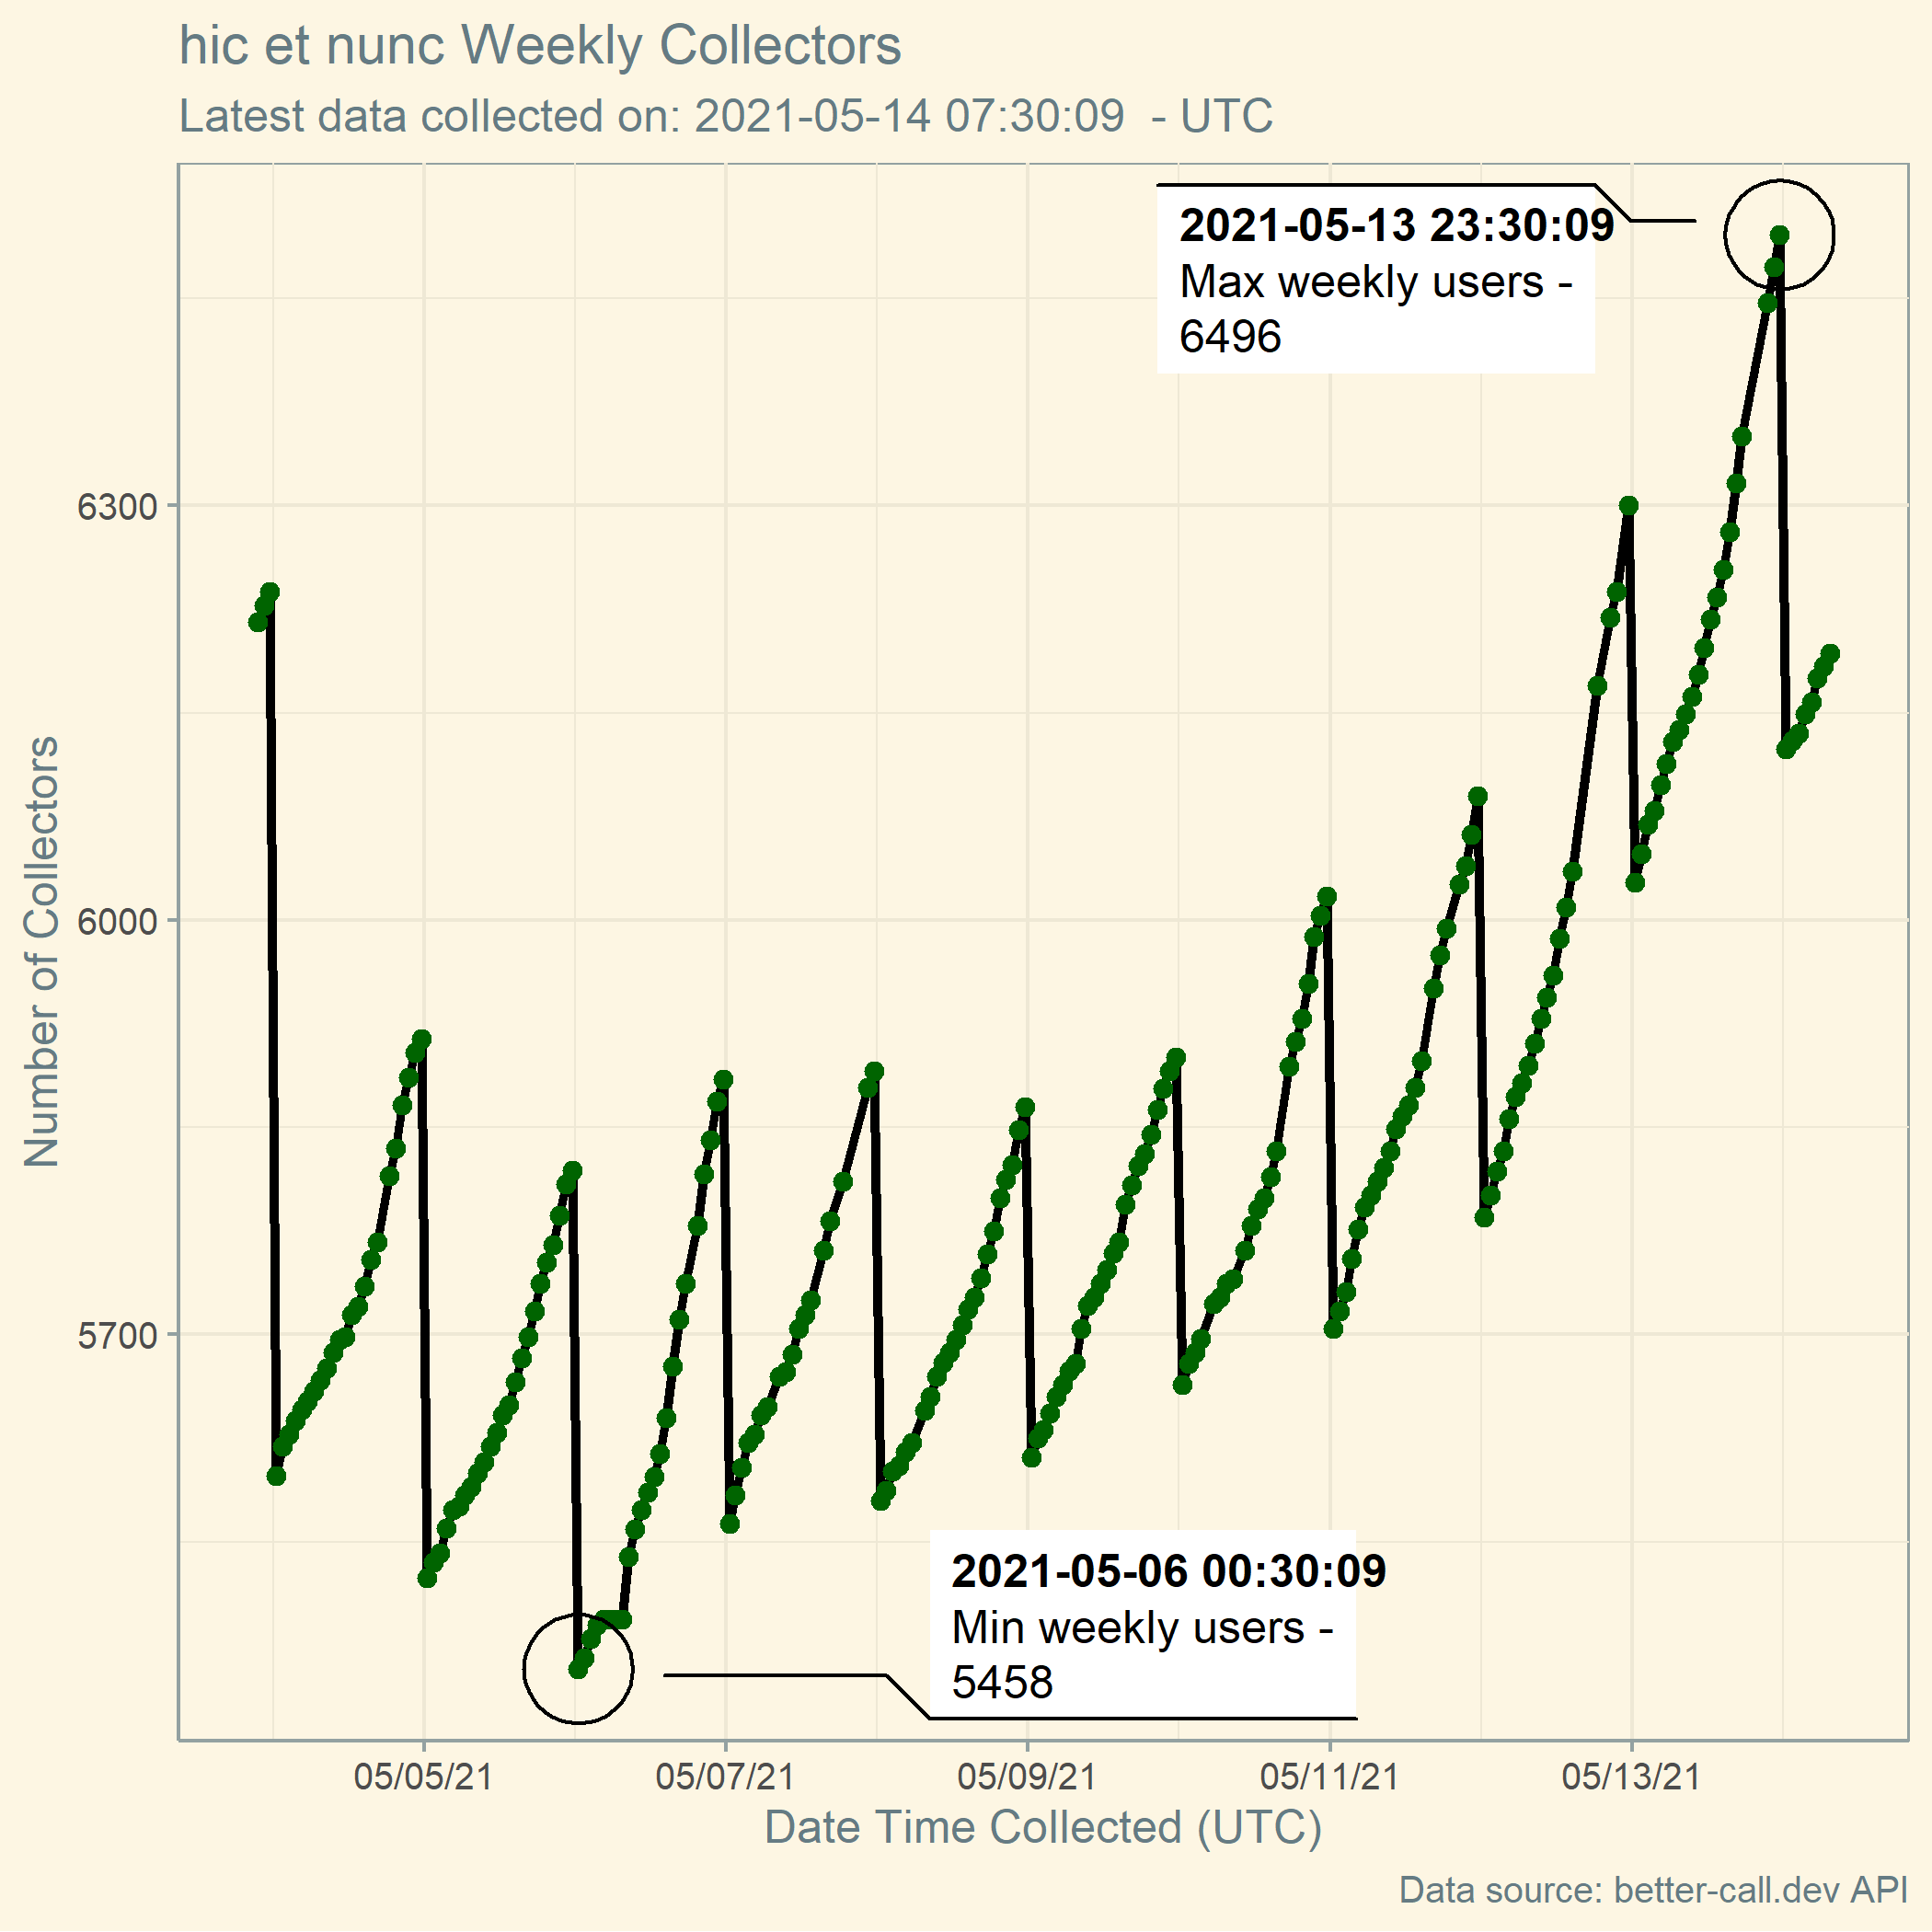 hic et nunc Weekly Collectors
Latest data collected on: 2021-05-14 07:30:09  - UTC
2021-05-13 23:30:09
Max weekly users -
6496
6300
6000
5700
Number of Collectors
2021-05-06 00:30:09
Min weekly users -
5458
05/05/21 05/07/21 05/09/21 05/11/21 05/13/21
Date Time Collected (UTC)
Data source: better-call.dev API